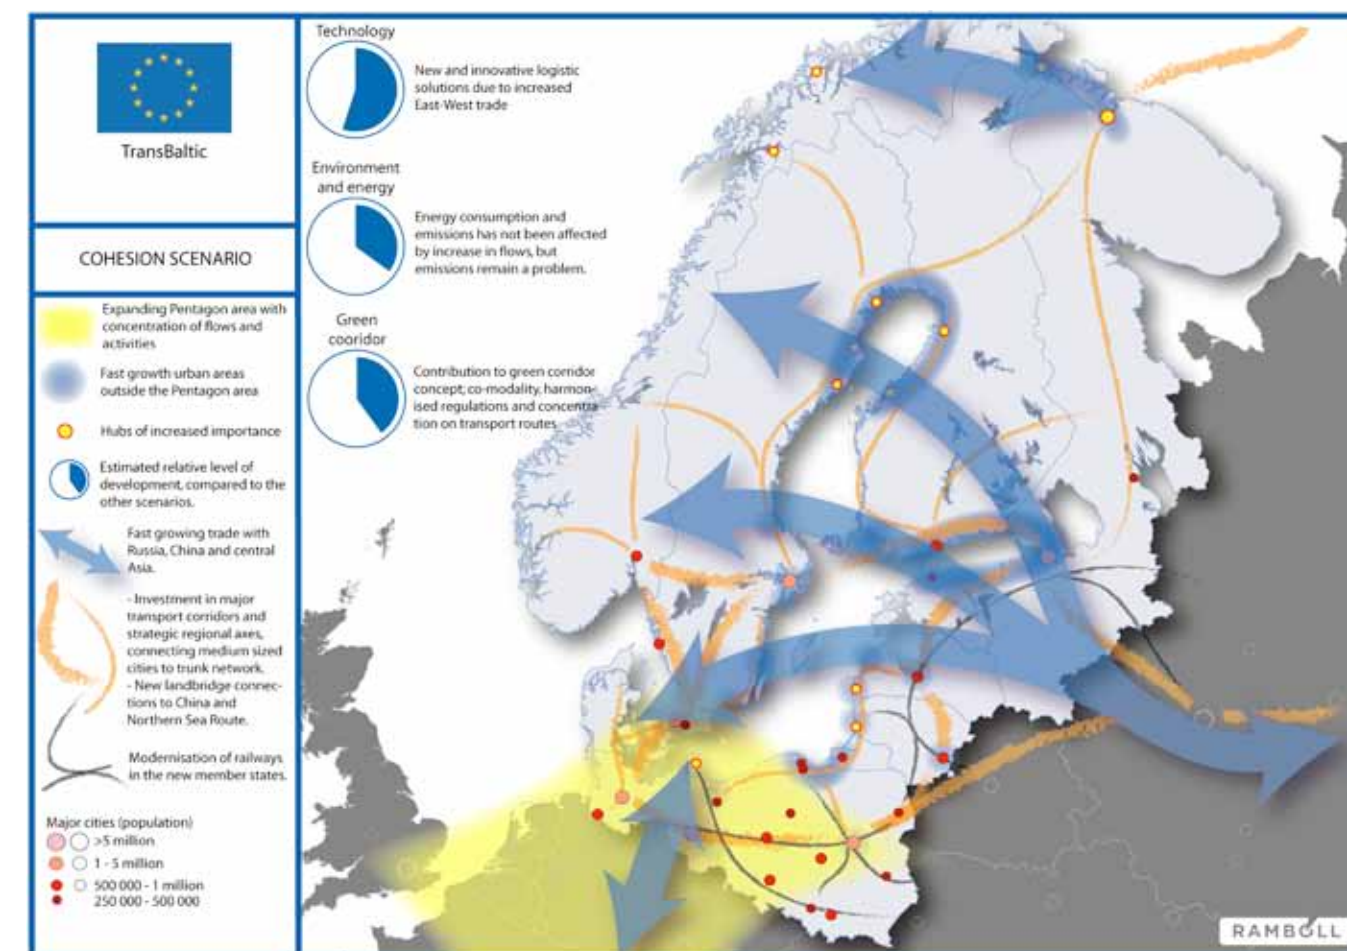 TransBaltic
COHESION SCENARIO
Expanding Pentagon area with
concentration of flows and
activities
Fast growth urban areas
outside the Pentagon area
Hubs of increased importance
Estimated relative level of
development, compared to the
other scenarios.
Fast growing trade with
Russia, China and central
Asia.
- Investment in major
transport corridors and
strategic regional axes,
connecting medium sized
cities to trunk network.
- New landbridge connec-
tions to China and
Northern Sea Route.
Modernisation of railways
in the new member states.
Major cities (population)
>5 million
1 - 5 million
500 000 - 1 million
250 000 - 500 000
Technology
New and innovative logistic
solutions due to increased
East-West trade
Environment
and energy
Energy consumption and
emissions has not been affected
by increase in flows, but
emissions remain a problem.
Green
cooridor
Contribution to green corridor
concept; co-modality, harmon-
ised regulations and concentra-
tion on transport routes
RAMBOLL